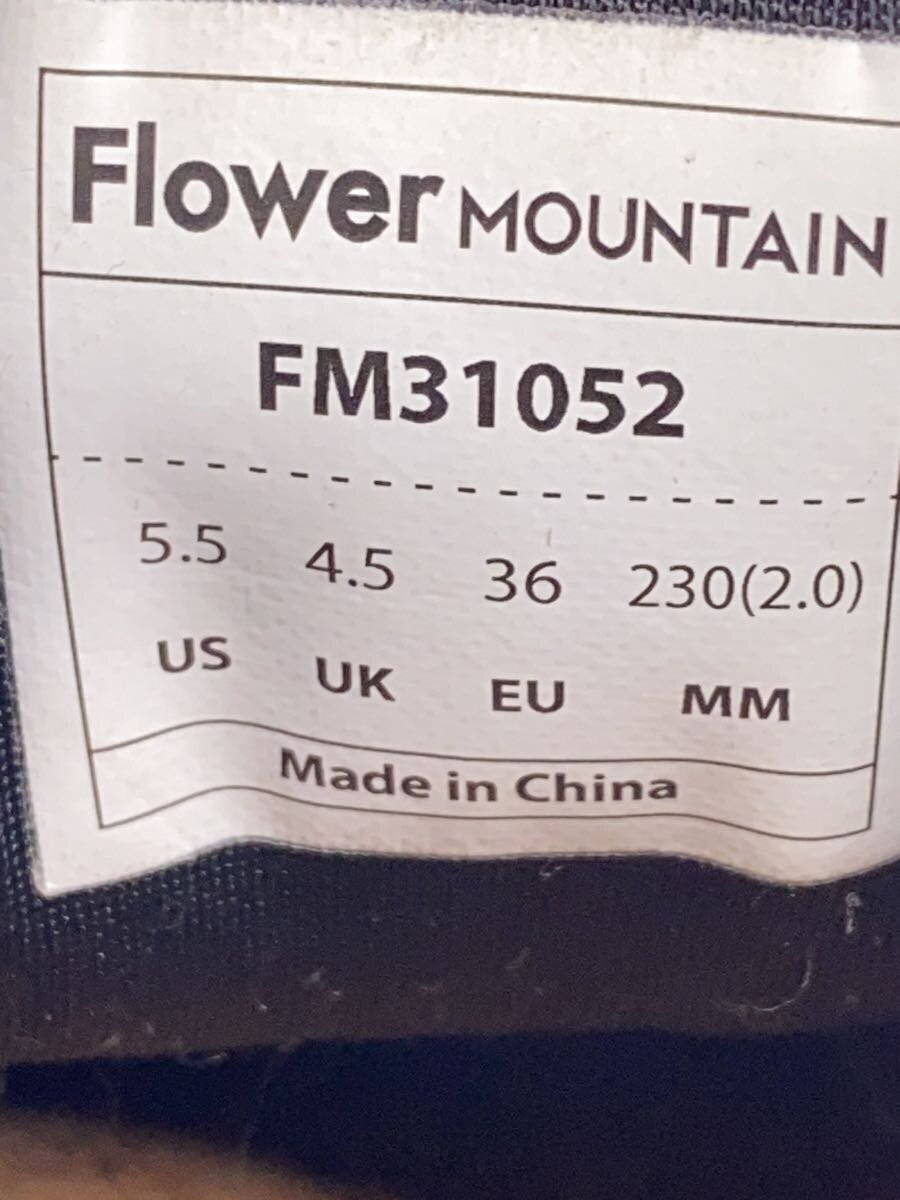 Flower MOUNTAIN
FM31052
5.5 4.5 36 230(2.0)
US UK EU MM
Made in China